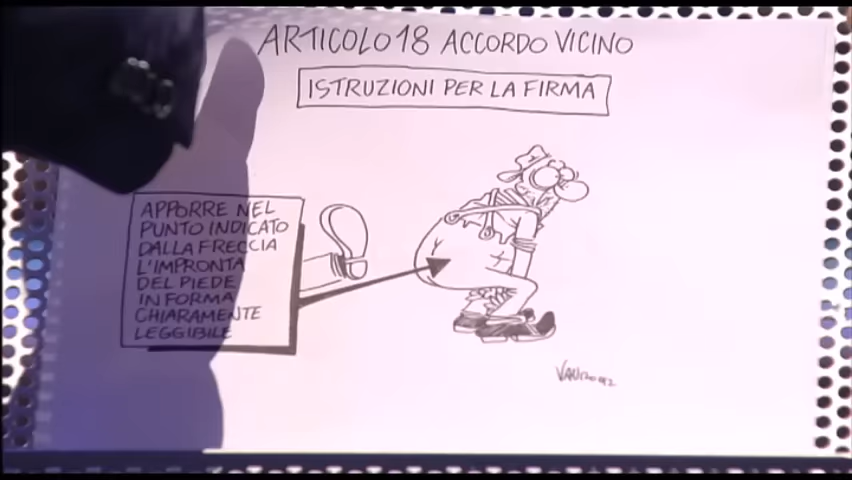 ARTICOLO 18 ACCORDO VICINO
ISTRUZIONI PER LA FIRMA
APPORRE NEL
PUNTO INDICATO
DALLA FRECCIA
L'IMPRONTA
DEL PIEDE
IN FORMA
CHIARAMENTE
LEGGIBILE